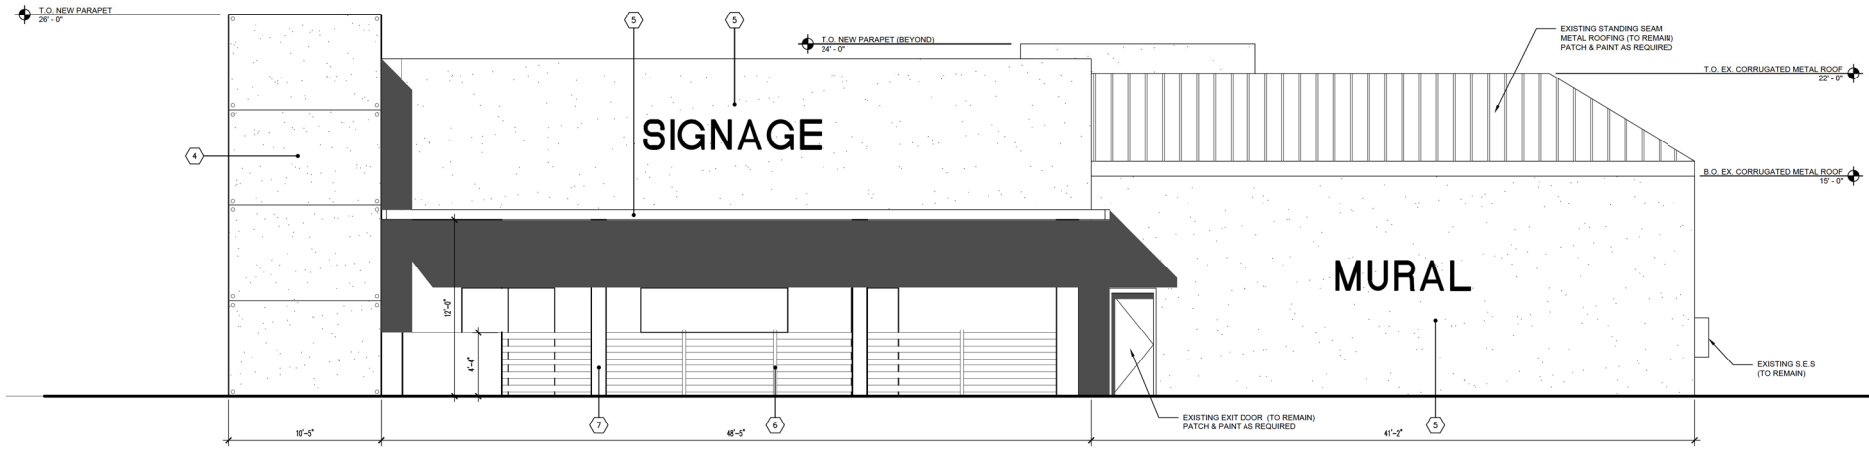 T.O. NEW PARAPET
26' - 0"
5
5
T.O. NEW PARAPET (BEYOND)
24' - 0"
EXISTING STANDING SEAM
METAL ROOFING (TO REMAIN)
PATCH & PAINT AS REQUIRED
T.O. EX. CORRUGATED METAL ROOF
22' - 0"
SIGNAGE
4
B.O. EX. CORRUGATED METAL ROOF
15' - 0"
5
MURAL
12'-0"
4'-4"
EXISTING S.E.S
(TO REMAIN)
7
6
EXISTING EXIT DOOR (TO REMAIN)
PATCH & PAINT AS REQUIRED
5
10'-5"
48'-5"
41'-2"